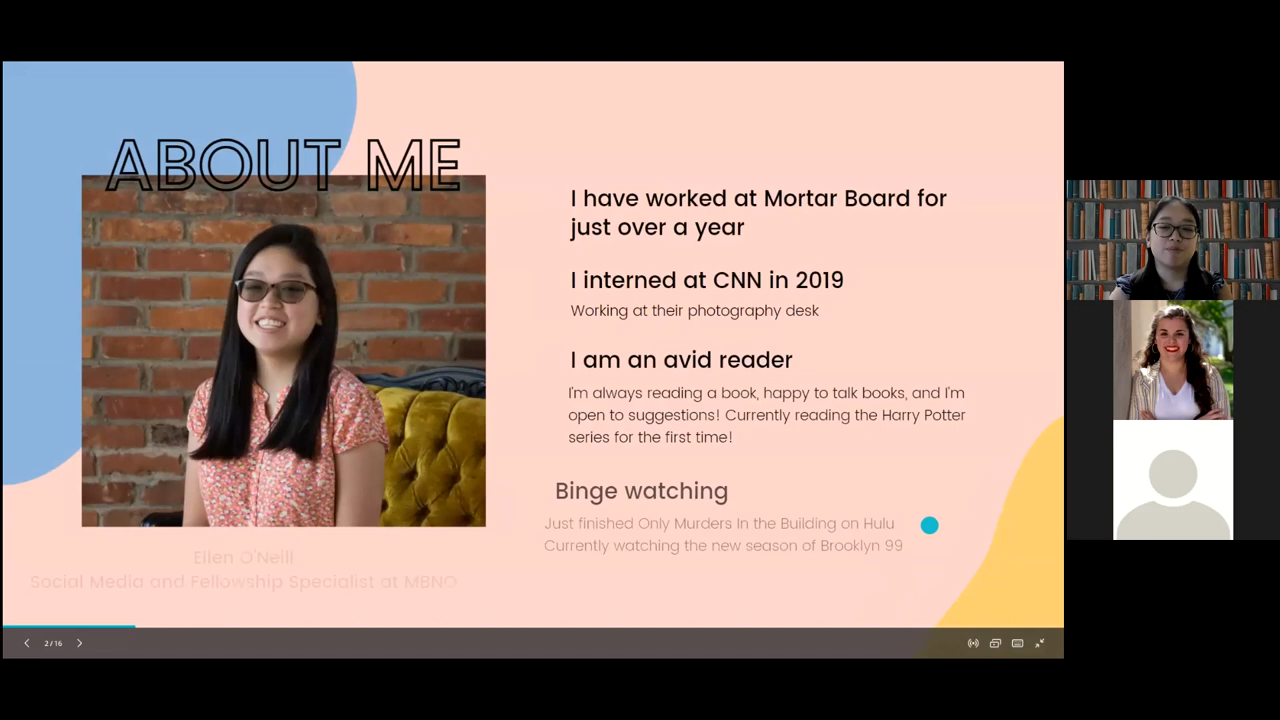 ABOUT ME
I have worked at Mortar Board for
just over a year
I interned at CNN in 2019
Working at their photography desk
I am an avid reader
I'm always reading a book, happy to talk books, and I'm
open to suggestions! Currently reading the Harry Potter
series for the first time!
Binge watching
Just finished Only Murders In the Building on Hulu
Currently watching the new season of Brooklyn 99
Ellen O'Neill
Social Media and Fellowship Specialist at MBNO
2/16